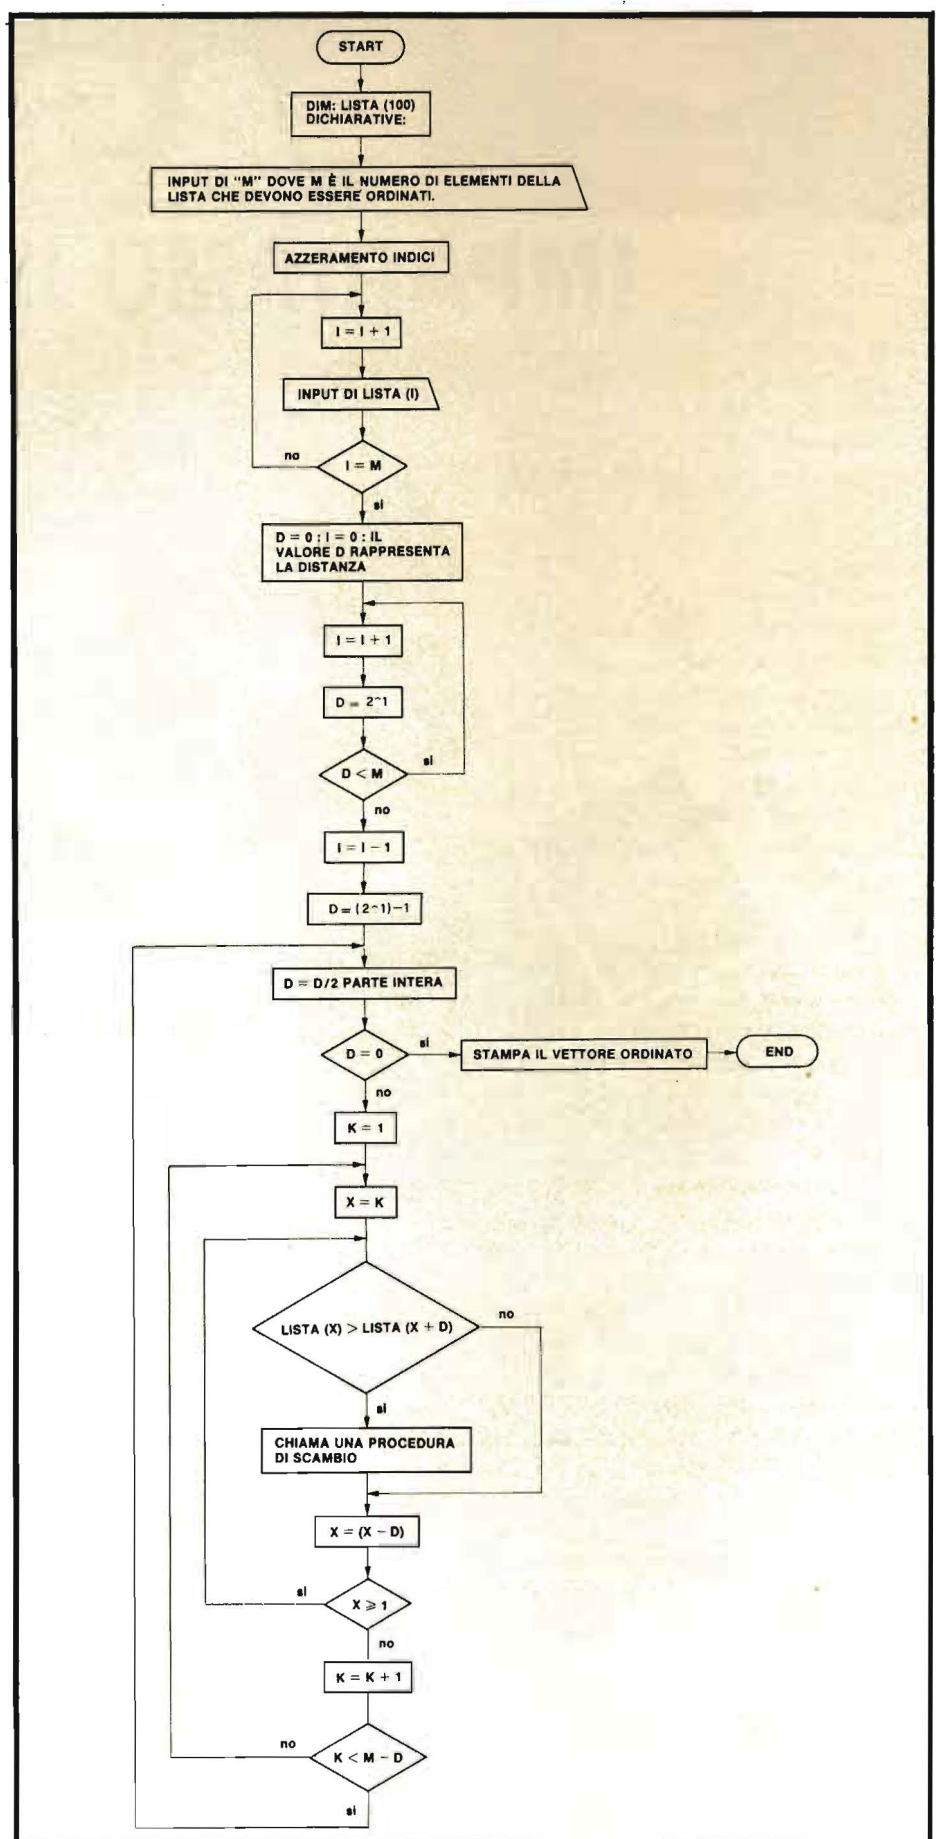 START
DIM: LISTA (100)
DICHIARATIVE:
INPUT DI "M" DOVE M È IL NUMERO DI ELEMENTI DELLA
LISTA CHE DEVONO ESSERE ORDINATI.
AZZERAMENTO INDICI
I = I + 1
INPUT DI LISTA (I)
no
I = M
si
D = 0 : I = 0 : IL
VALORE D RAPPRESENTA
LA DISTANZA
I = I + 1
D = 2^1
D < M
si
no
I = I - 1
D = (2^1)-1
D = D/2 PARTE INTERA
D = 0
si
STAMPA IL VETTORE ORDINATO
END
no
K = 1
X = K
LISTA (X) > LISTA (X + D)
no
si
CHIAMA UNA PROCEDURA
DI SCAMBIO
X = (X - D)
si
X ⩾ 1
no
K = K + 1
no
K < M - D
si